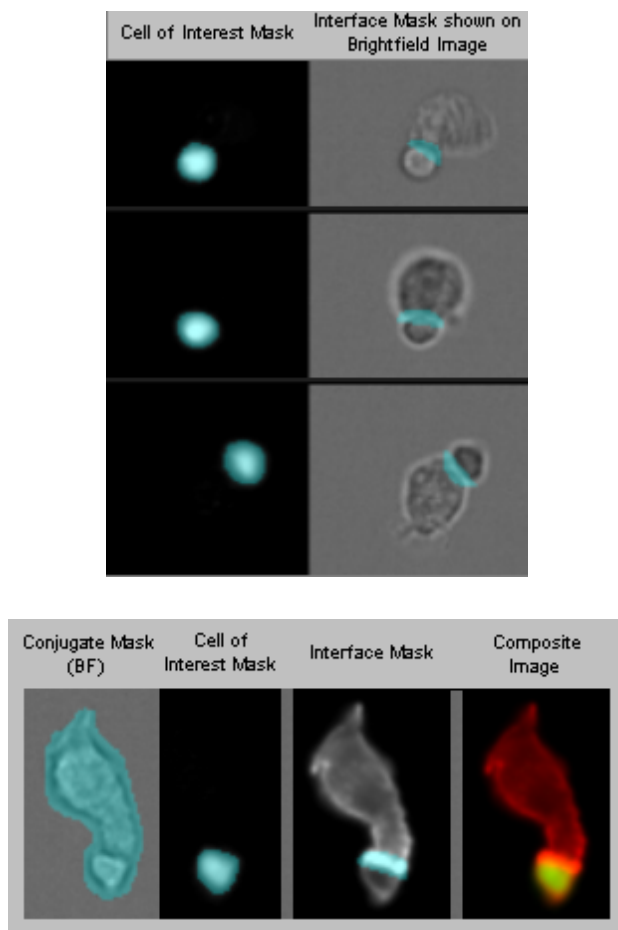 Cell of Interest Mask
Interface Mask shown on
Brightfield Image
Conjugate Mask
(BF)
Cell of
Interest Mask
Interface Mask
Composite
Image